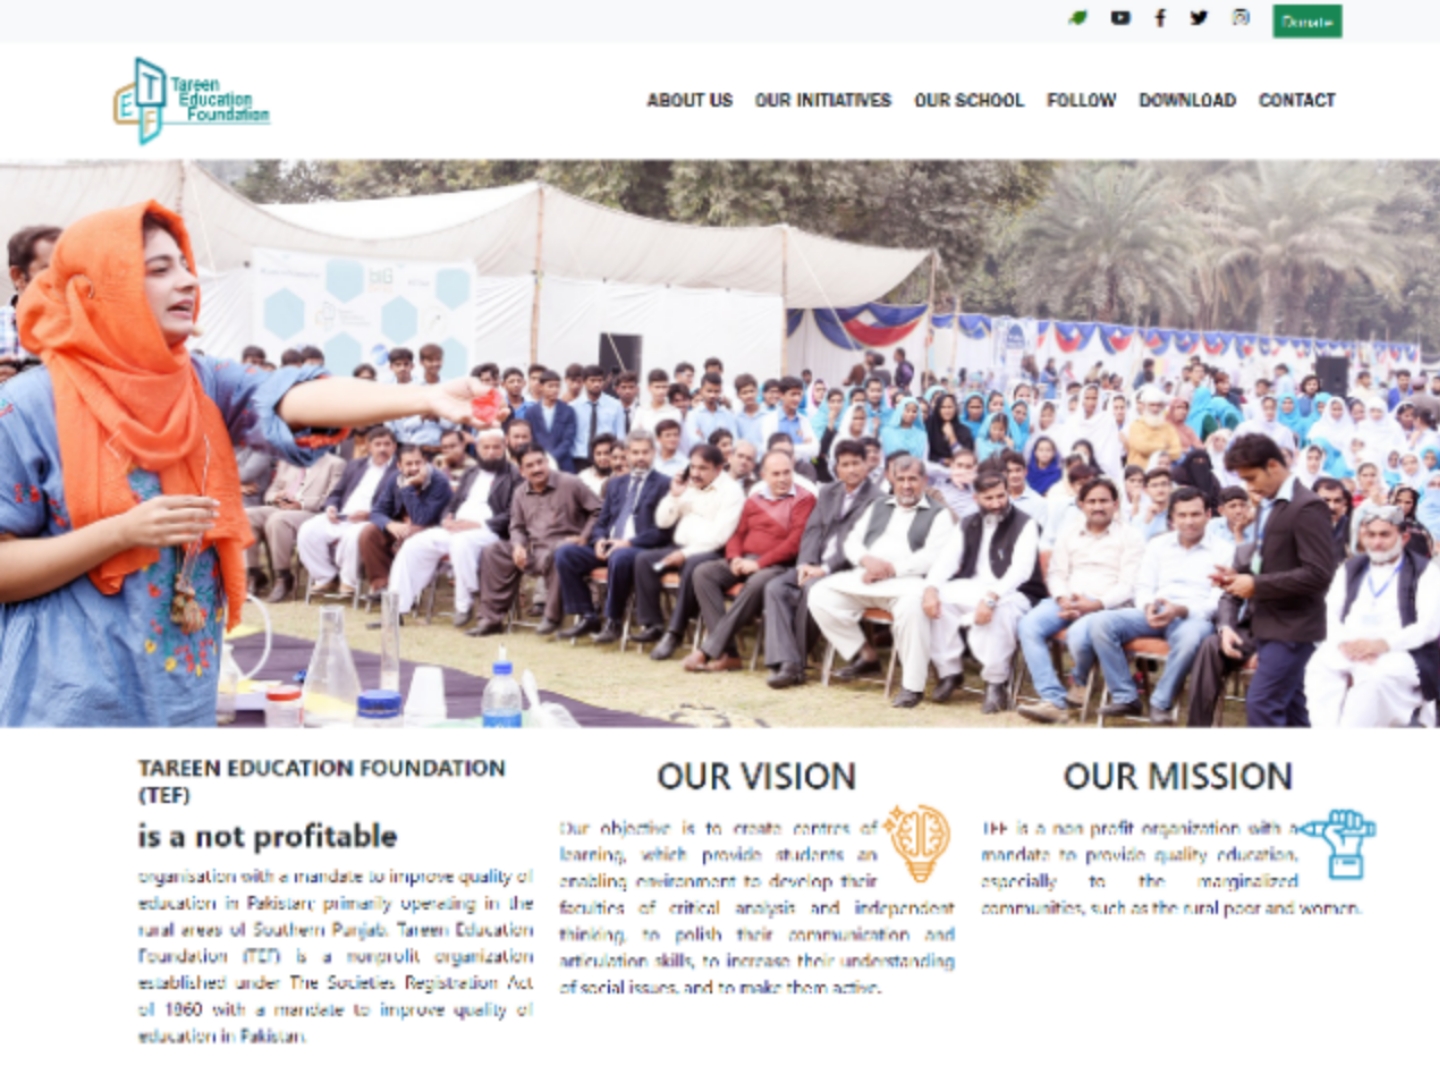 Donate
Tareen
Education
Foundation
ABOUT US OUR INITIATIVES OUR SCHOOL FOLLOW DOWNLOAD CONTACT
TAREEN EDUCATION FOUNDATION
(TEF)
is a not profitable
organisation with a mandate to improve quality of
education in Pakistan; primarily operating in the
rural areas of Southern Punjab. Tareen Education
Foundation (TEF) is a nonprofit organization
established under The Societies Registration Act
of 1860 with a mandate to improve quality of
education in Pakistan.
OUR VISION
Our objective is to create centres of
learning, which provide students an
enabling environment to develop their
faculties of critical analysis and independent
thinking, to polish their communication and
articulation skills, to increase their understanding
of social issues, and to make them active.
OUR MISSION
TEF is a non profit organization with a
mandate to provide quality education,
especially to the marginalized
communities, such as the rural poor and women.